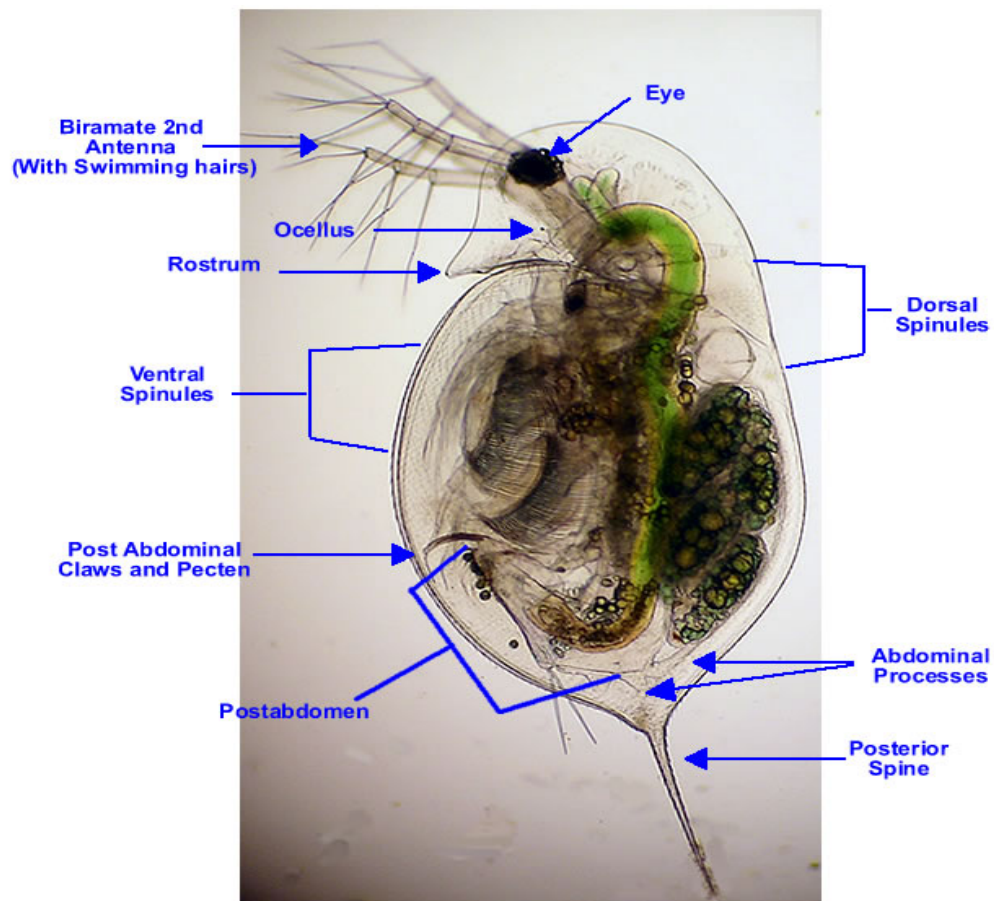 Eye
Biramate 2nd
Antenna
(With Swimming hairs)
Ocellus
Rostrum
Dorsal
Spinules
Ventral
Spinules
Post Abdominal
Claws and Pecten
Abdominal
Processes
Postabdomen
Posterior
Spine